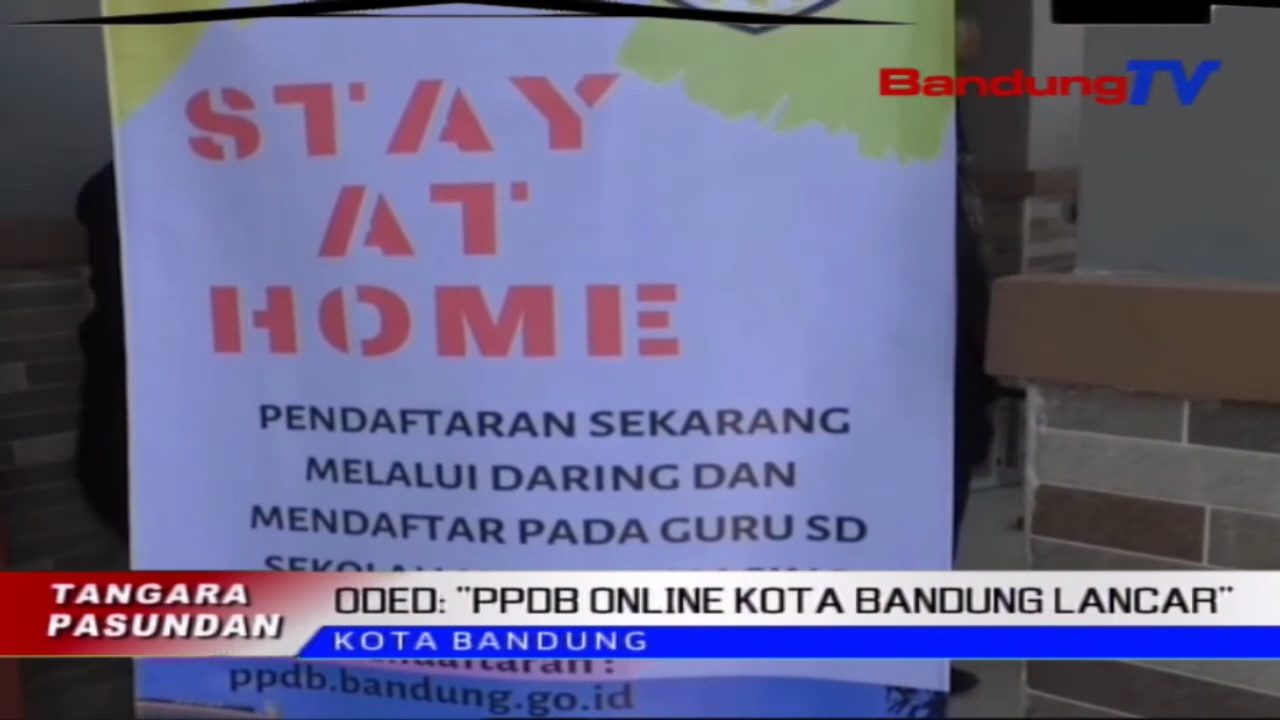 BandungTV
STAY
AT
HOME
PENDAFTARAN SEKARANG
MELALUI DARING DAN
MENDAFTAR PADA GURU SD
TANGARA
PASUNDAN
ODED: "PPDB ONLINE KOTA BANDUNG LANCAR"
KOTA BANDUNG
ppdb.bandung.go.id